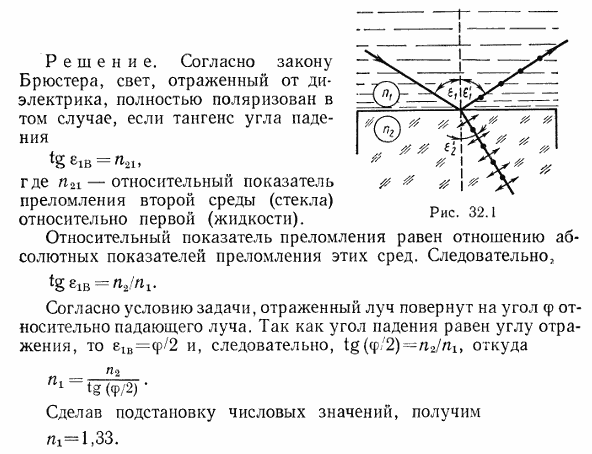 Решение. Согласно закону
Брюстера, свет, отраженный от ди-
электрика, полностью поляризован в
том случае, если тангенс угла паде-
ния
tg ε₁В = n₂₁,
где n₂₁ — относительный показатель
преломления второй среды (стекла)
относительно первой (жидкости).
n₁
ε₁
ε₁′
n₂
ε₂
Рис. 32.1
Относительный показатель преломления равен отношению аб-
солютных показателей преломления этих сред. Следовательно,
tg ε₁В = n₂/n₁.
Согласно условию задачи, отраженный луч повернут на угол φ от-
носительно падающего луча. Так как угол падения равен углу отра-
жения, то ε₁В=φ/2 и, следовательно, tg (φ/2)=n₂/n₁, откуда
n₁ = n₂ / tg (φ/2) .
Сделав подстановку числовых значений, получим
n₁=1,33.